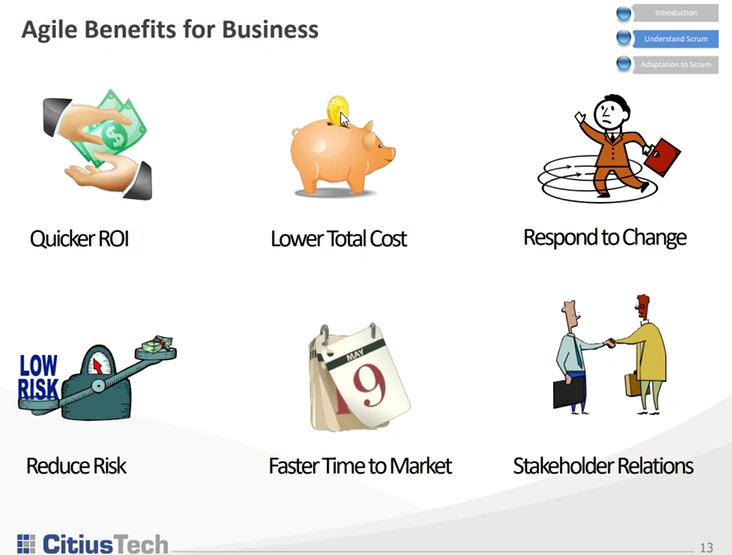 Agile Benefits for Business
Introduction
Understand Scrum
Adaptation to Scrum
$
Quicker ROI
Lower Total Cost
Respond to Change
LOW
RISK
MAY
19
Reduce Risk
Faster Time to Market
Stakeholder Relations
CitiusTech
13